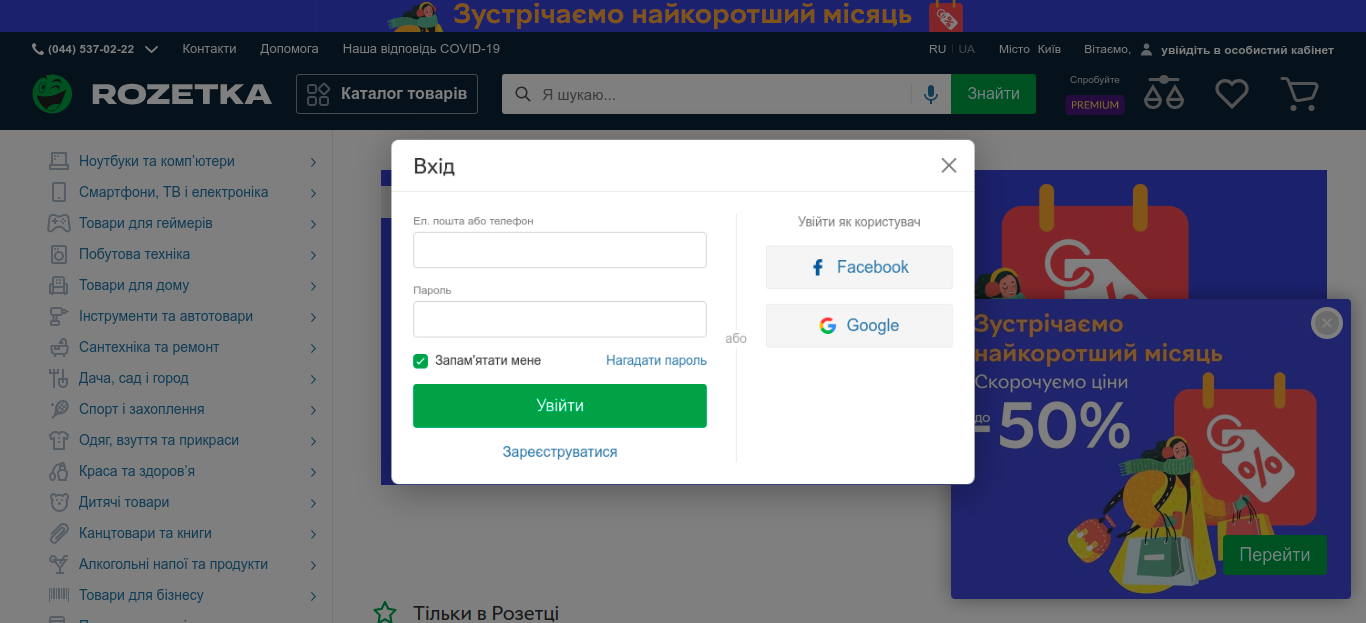 Зустрічаємо найкоротший місяць
(044) 537-02-22
Контакти
Допомога
Наша відповідь COVID-19
RU | UA
Місто Київ
Вітаємо, увійдіть в особистий кабінет
ROZETKA
Каталог товарів
Я шукаю...
Знайти
Спробуйте
PREMIUM
Ноутбуки та комп'ютери
Смартфони, ТВ і електроніка
Товари для геймерів
Побутова техніка
Товари для дому
Інструменти та автотовари
Сантехніка та ремонт
Дача, сад і город
Спорт і захоплення
Одяг, взуття та прикраси
Краса та здоров'я
Дитячі товари
Канцтовари та книги
Алкогольні напої та продукти
Товари для бізнесу
Вхід
Ел. пошта або телефон
Пароль
Запам'ятати мене
Нагадати пароль
Увійти
Зареєструватися
або
Увійти як користувач
Facebook
Google
Зустрічаємо
найкоротший місяць
Скорочуємо ціни
до
-50%
%
Перейти
Тільки в Розетці